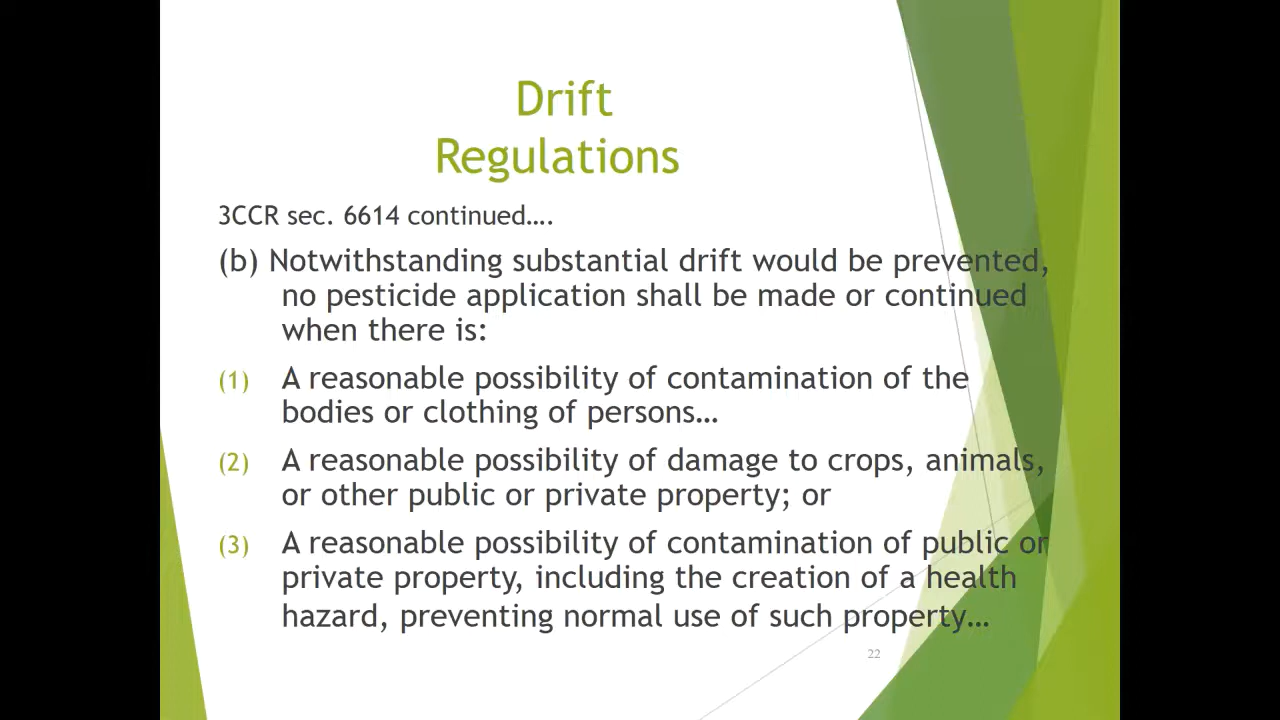 Drift
Regulations
3CCR sec. 6614 continued….
(b) Notwithstanding substantial drift would be prevented,
no pesticide application shall be made or continued
when there is:
(1) A reasonable possibility of contamination of the
bodies or clothing of persons…
(2) A reasonable possibility of damage to crops, animals,
or other public or private property; or
(3) A reasonable possibility of contamination of public or
private property, including the creation of a health
hazard, preventing normal use of such property…
22